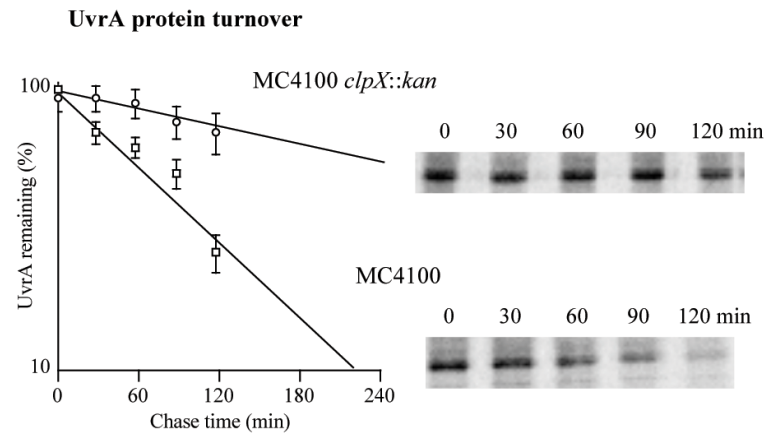 UvrA protein turnover
100
MC4100 clpX::kan
0 30 60 90 120 min
UvrA remaining (%)
MC4100
0 30 60 90 120 min
10
0 60 120 180 240
Chase time (min)